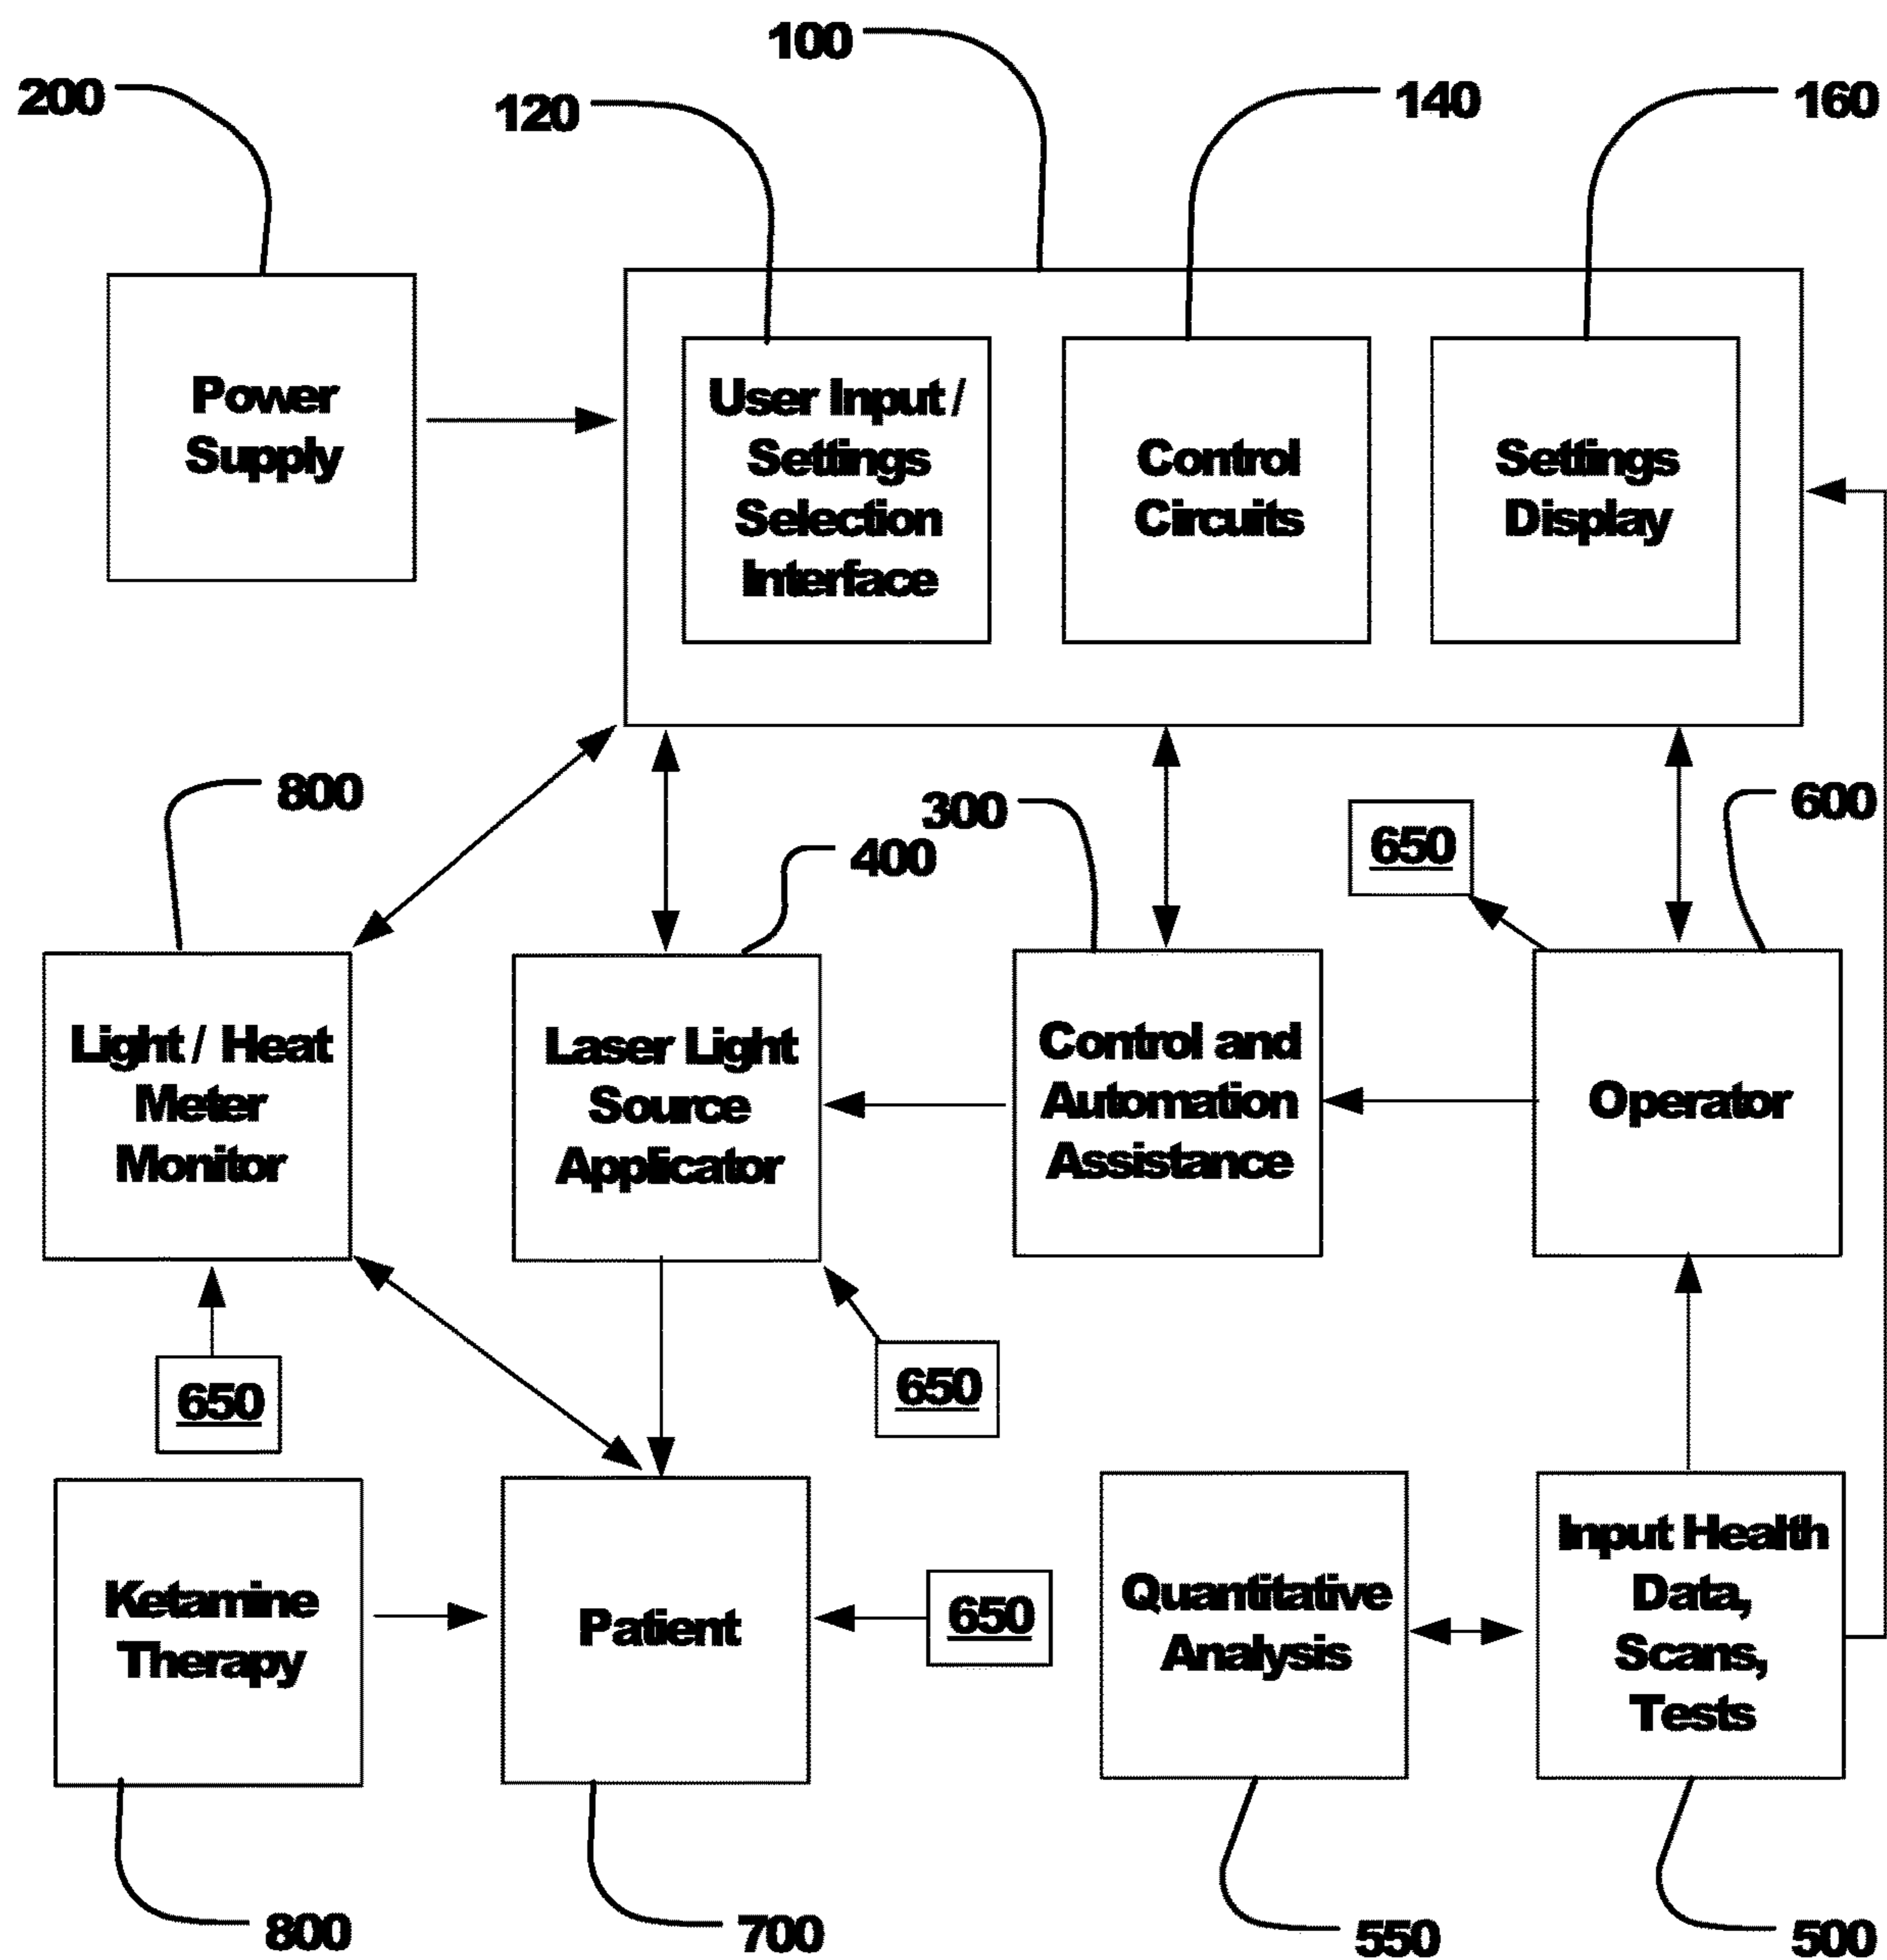 100
200
120
140
160
Power
Supply
User Input /
Settings
Selection
Interface
Control
Circuits
Settings
Display
800
300
400
650
600
Light / Heat
Meter
Monitor
Laser Light
Source
Applicator
Control and
Automation
Assistance
Operator
650
650
Ketamine
Therapy
Patient
650
Quantitative
Analysis
Input Health
Data,
Scans,
Tests
800
700
550
500